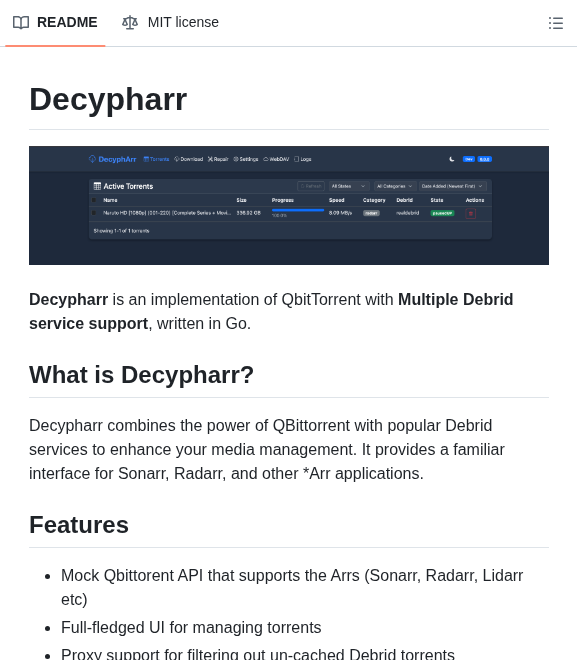 README
MIT license
Decypharr
DecyphArr Torrents Download Repair Settings WebDAV Logs
Active Torrents Refresh All States All Categories Date Added (Newest First)
Name Size Progress Speed Category Debrid State Actions
Naruto HD [1080p] (001-220) [Complete Series + Movi... 336.92 GB 8.09 MB/s realdebrid pausedUP
Showing 1-1 of 1 torrents
Decypharr is an implementation of QbitTorrent with Multiple Debrid
service support, written in Go.
What is Decypharr?
Decypharr combines the power of QBittorrent with popular Debrid
services to enhance your media management. It provides a familiar
interface for Sonarr, Radarr, and other *Arr applications.
Features
Mock Qbittorent API that supports the Arrs (Sonarr, Radarr, Lidarr
etc)
Full-fledged UI for managing torrents
Proxy support for filtering out un-cached Debrid torrents